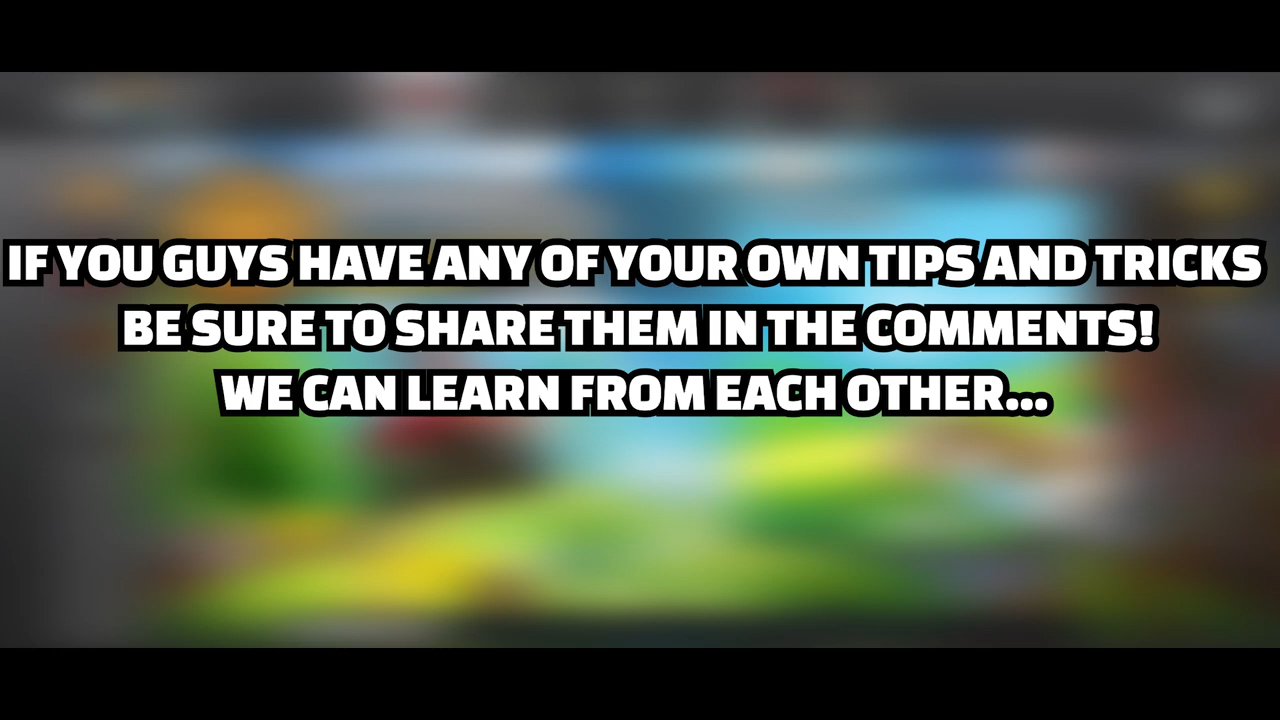 IF YOU GUYS HAVE ANY OF YOUR OWN TIPS AND TRICKS
BE SURE TO SHARE THEM IN THE COMMENTS!
WE CAN LEARN FROM EACH OTHER...